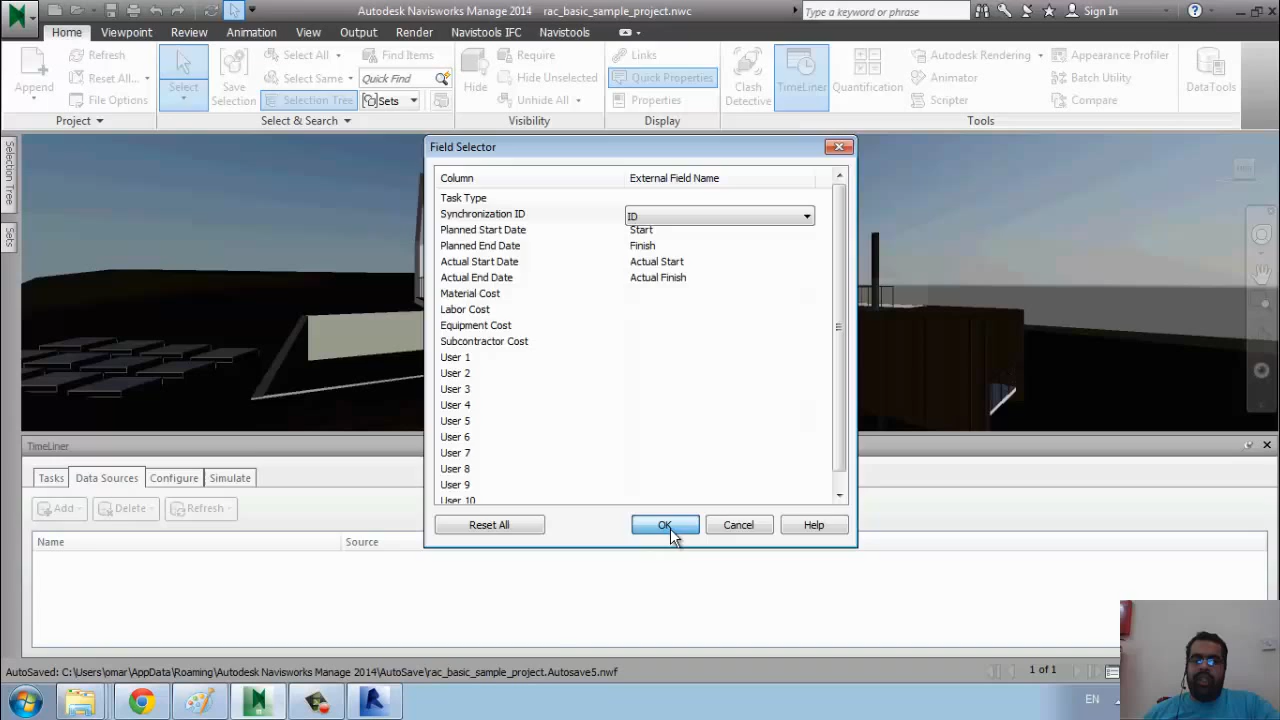 Autodesk Navisworks Manage 2014 rac_basic_sample_project.nwc
Type a keyword or phrase
Sign In
Home Viewpoint Review Animation View Output Render Navistools IFC Navistools
Append
Refresh
Reset All...
File Options
Project
Select
Save Selection
Select All
Select Same
Selection Tree
Find Items
Quick Find
Sets
Select & Search
Hide
Require
Hide Unselected
Unhide All
Visibility
Links
Quick Properties
Properties
Display
Clash Detective
TimeLiner
Quantification
Autodesk Rendering
Animator
Scripter
Appearance Profiler
Batch Utility
Compare
DataTools
Tools
Selection Tree
Sets
Field Selector
Column External Field Name
Task Type
Synchronization ID ID
Planned Start Date Start
Planned End Date Finish
Actual Start Date Actual Start
Actual End Date Actual Finish
Material Cost
Labor Cost
Equipment Cost
Subcontractor Cost
User 1
User 2
User 3
User 4
User 5
User 6
User 7
User 8
User 9
User 10
Reset All OK Cancel Help
TimeLiner
Tasks Data Sources Configure Simulate
Add Delete Refresh
Name Source
AutoSaved: C:\Users\omar\AppData\Roaming\Autodesk Navisworks Manage 2014\AutoSave\rac_basic_sample_project.Autosave5.nwf
1 of 1
EN